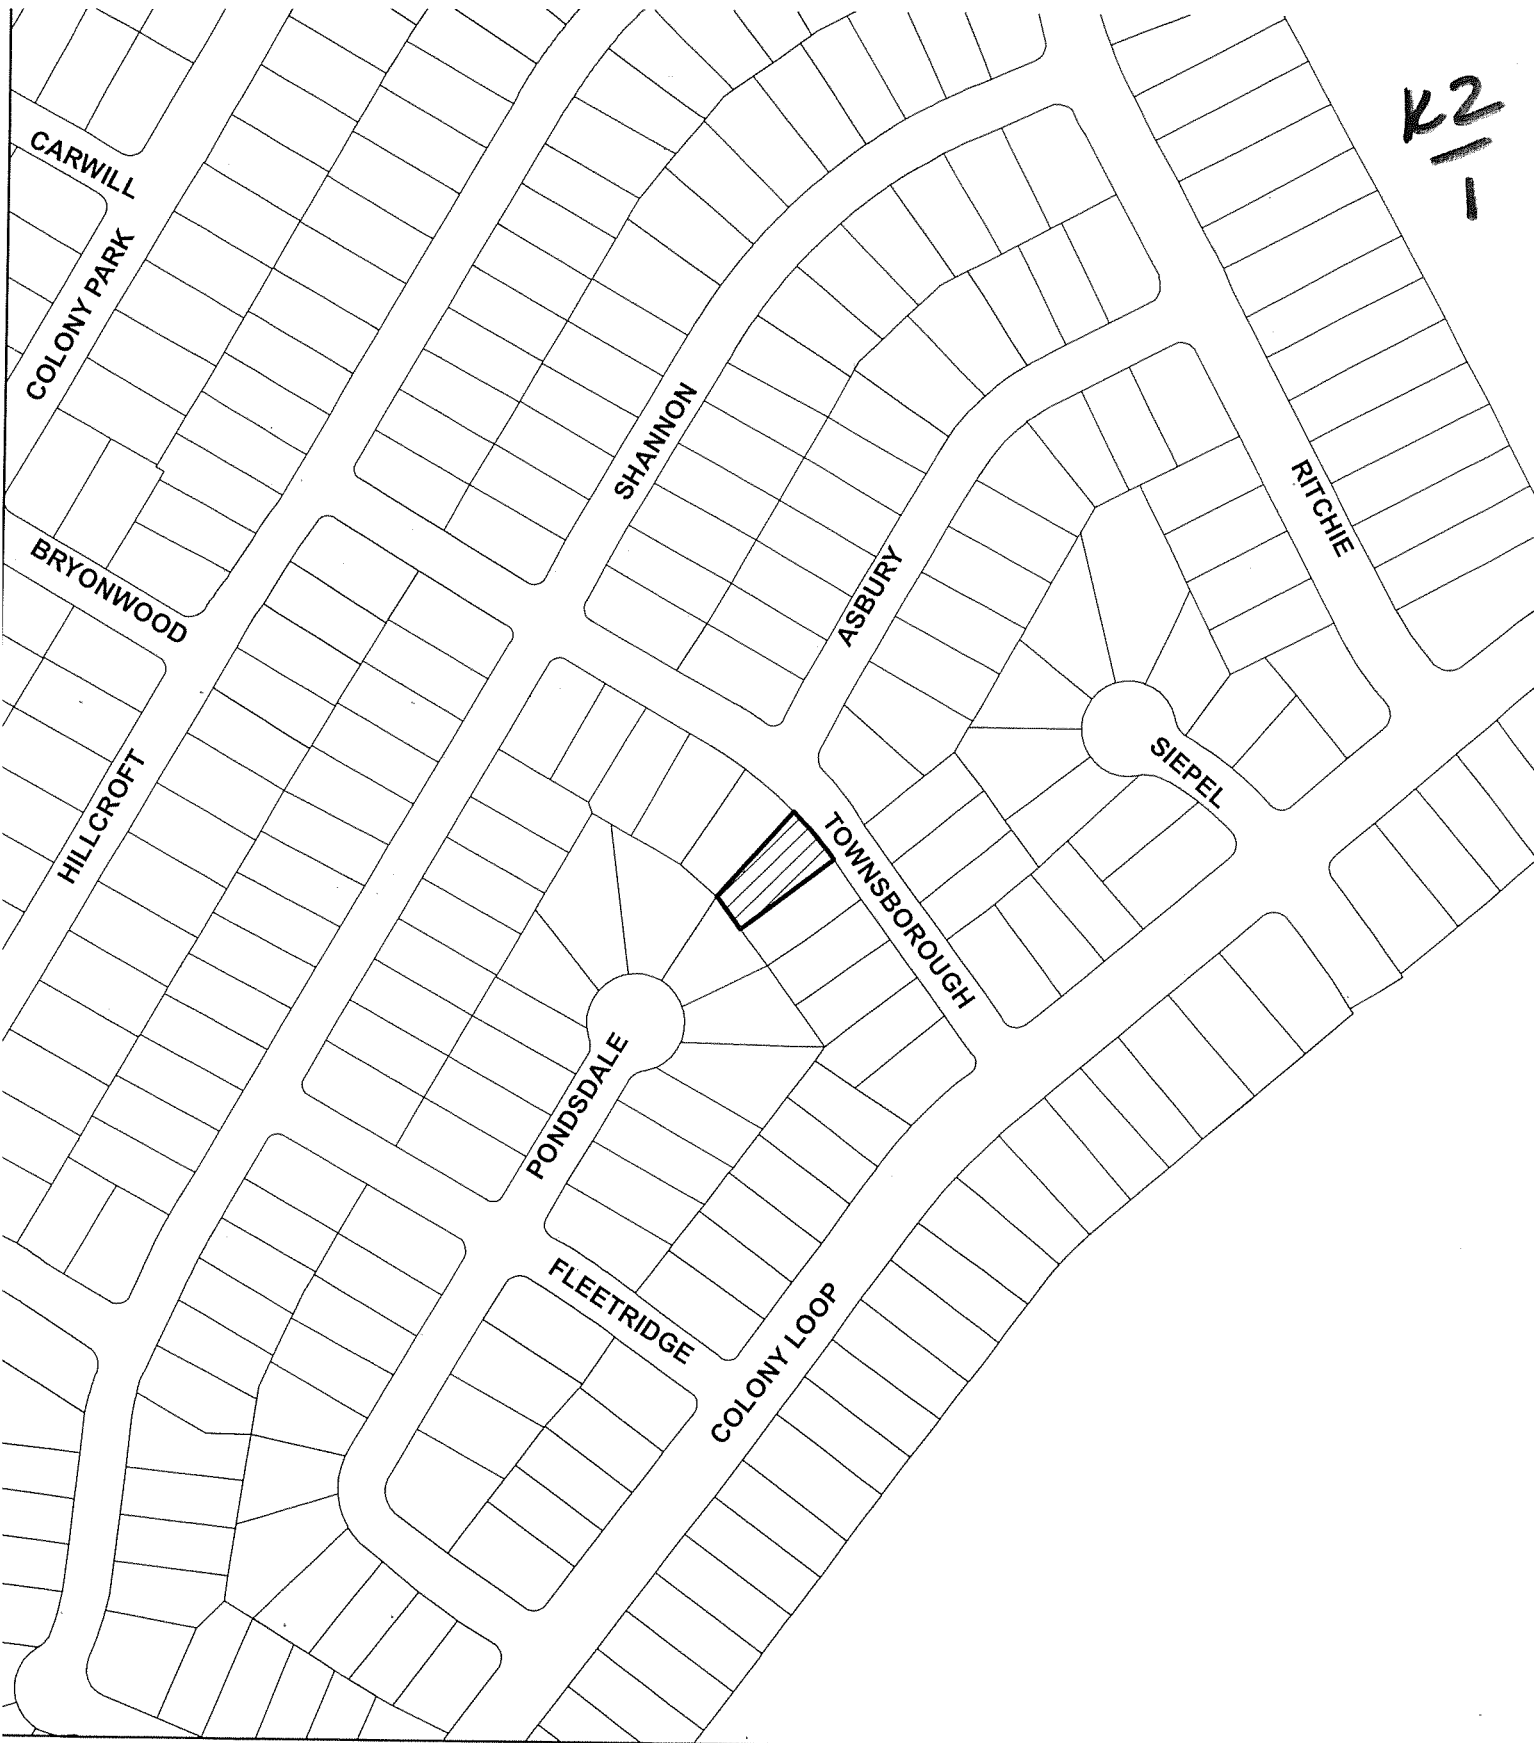 K2
1
CARWILL
COLONY PARK
SHANNON
RITCHIE
BRYONWOOD
ASBURY
SIEPEL
HILLCROFT
TOWNSBOROUGH
PONDSDALE
FLEETRIDGE
COLONY LOOP